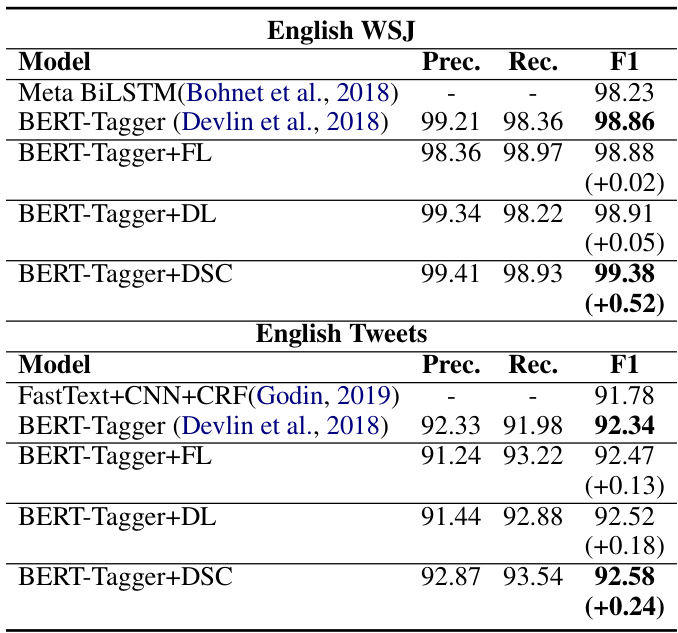 English WSJ
Model Prec. Rec. F1
Meta BiLSTM(Bohnet et al., 2018) - - 98.23
BERT-Tagger (Devlin et al., 2018) 99.21 98.36 98.86
BERT-Tagger+FL 98.36 98.97 98.88
(+0.02)
BERT-Tagger+DL 99.34 98.22 98.91
(+0.05)
BERT-Tagger+DSC 99.41 98.93 99.38
(+0.52)
English Tweets
Model Prec. Rec. F1
FastText+CNN+CRF(Godin, 2019) - - 91.78
BERT-Tagger (Devlin et al., 2018) 92.33 91.98 92.34
BERT-Tagger+FL 91.24 93.22 92.47
(+0.13)
BERT-Tagger+DL 91.44 92.88 92.52
(+0.18)
BERT-Tagger+DSC 92.87 93.54 92.58
(+0.24)